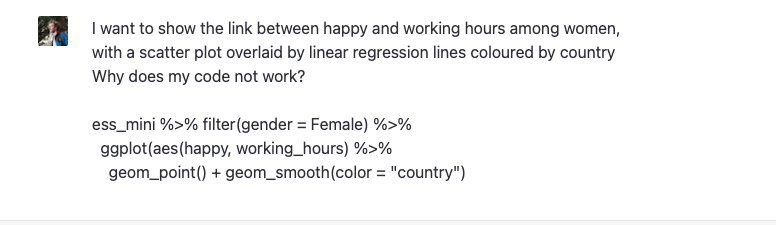 I want to show the link between happy and working hours among women,
with a scatter plot overlaid by linear regression lines coloured by country
Why does my code not work?
ess_mini %>% filter(gender = Female) %>%
ggplot(aes(happy, working_hours) %>%
geom_point() + geom_smooth(color = "country")